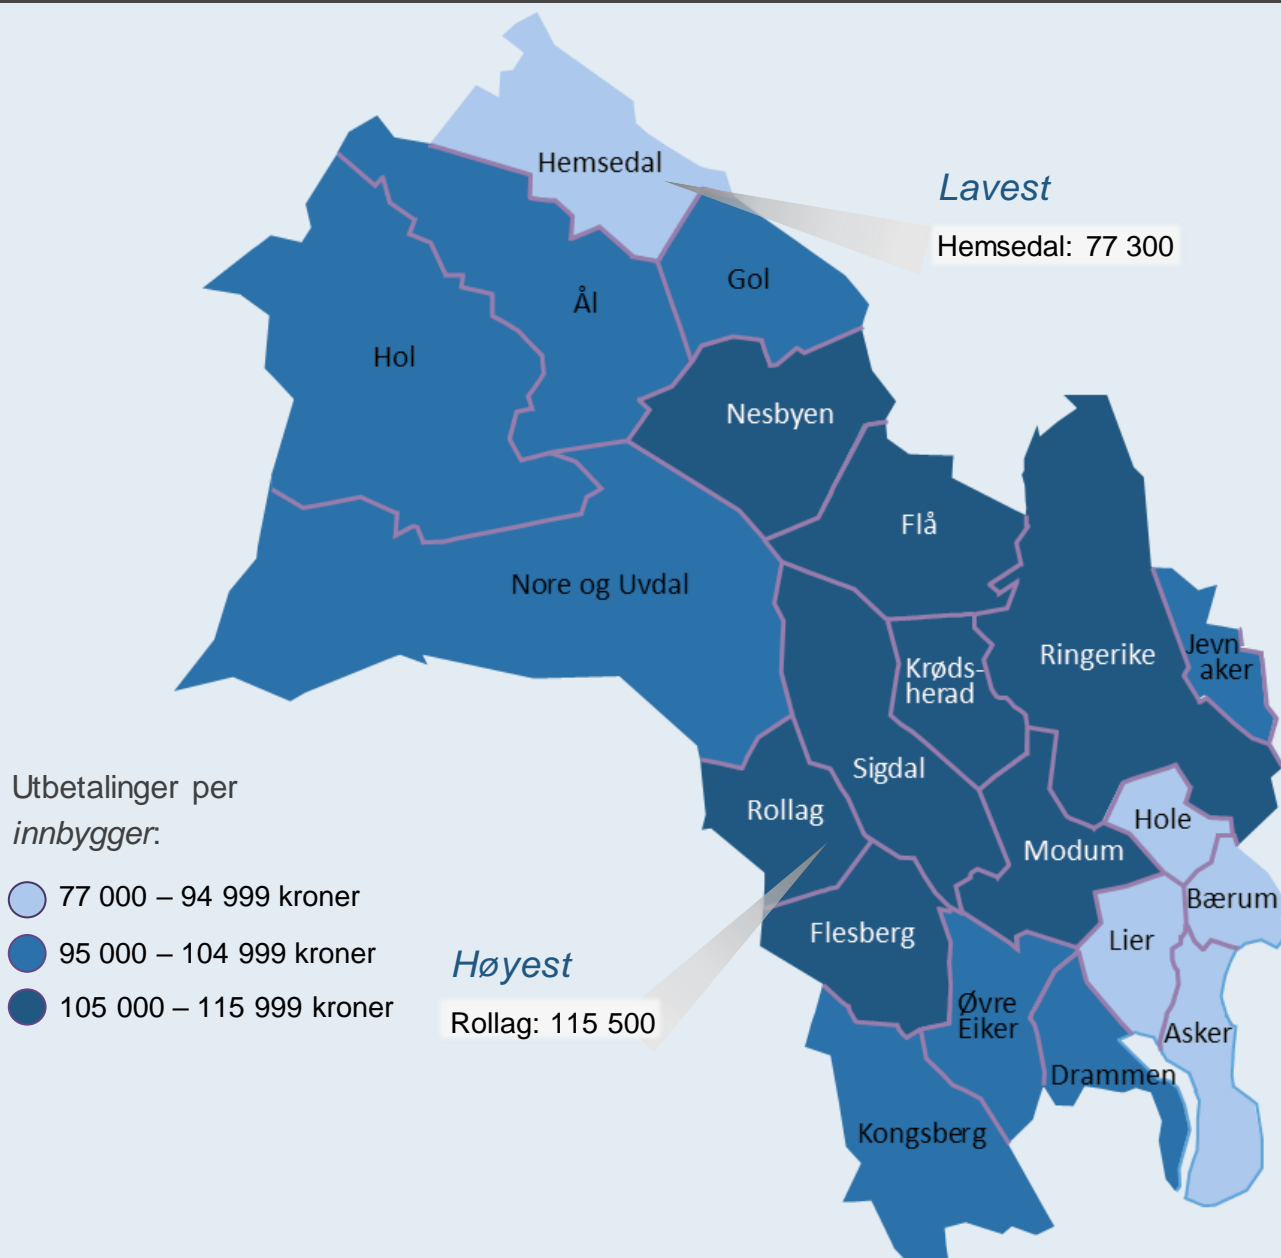 Hemsedal
Lavest
Hemsedal: 77 300
Gol
Ål
Hol
Nesbyen
Flå
Nore og Uvdal
Ringerike
Jevn
aker
Krøds-
herad
Sigdal
Utbetalinger per
innbygger:
77 000 – 94 999 kroner
95 000 – 104 999 kroner
105 000 – 115 999 kroner
Rollag
Hole
Modum
Bærum
Flesberg
Lier
Høyest
Rollag: 115 500
Øvre
Eiker
Asker
Drammen
Kongsberg